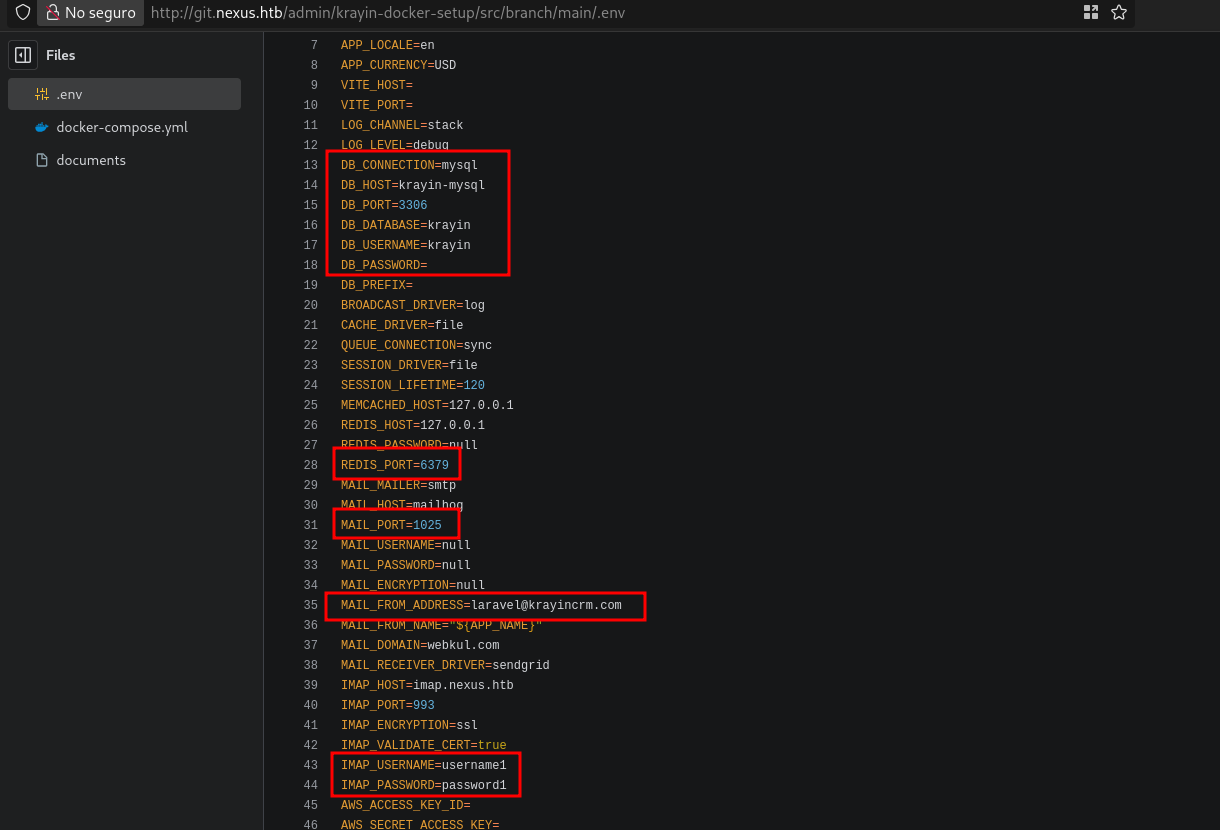 No seguro http://git.nexus.htb/admin/krayin-docker-setup/src/branch/main/.env
Files
.env
docker-compose.yml
documents
7 APP_LOCALE=en
8 APP_CURRENCY=USD
9 VITE_HOST=
10 VITE_PORT=
11 LOG_CHANNEL=stack
12 LOG_LEVEL=debug
13 DB_CONNECTION=mysql
14 DB_HOST=krayin-mysql
15 DB_PORT=3306
16 DB_DATABASE=krayin
17 DB_USERNAME=krayin
18 DB_PASSWORD=
19 DB_PREFIX=
20 BROADCAST_DRIVER=log
21 CACHE_DRIVER=file
22 QUEUE_CONNECTION=sync
23 SESSION_DRIVER=file
24 SESSION_LIFETIME=120
25 MEMCACHED_HOST=127.0.0.1
26 REDIS_HOST=127.0.0.1
27 REDIS_PASSWORD=null
28 REDIS_PORT=6379
29 MAIL_MAILER=smtp
30 MAIL_HOST=mailhog
31 MAIL_PORT=1025
32 MAIL_USERNAME=null
33 MAIL_PASSWORD=null
34 MAIL_ENCRYPTION=null
35 MAIL_FROM_ADDRESS=laravel@krayincrm.com
36 MAIL_FROM_NAME="${APP_NAME}"
37 MAIL_DOMAIN=webkul.com
38 MAIL_RECEIVER_DRIVER=sendgrid
39 IMAP_HOST=imap.nexus.htb
40 IMAP_PORT=993
41 IMAP_ENCRYPTION=ssl
42 IMAP_VALIDATE_CERT=true
43 IMAP_USERNAME=username1
44 IMAP_PASSWORD=password1
45 AWS_ACCESS_KEY_ID=
46 AWS_SECRET_ACCESS_KEY=